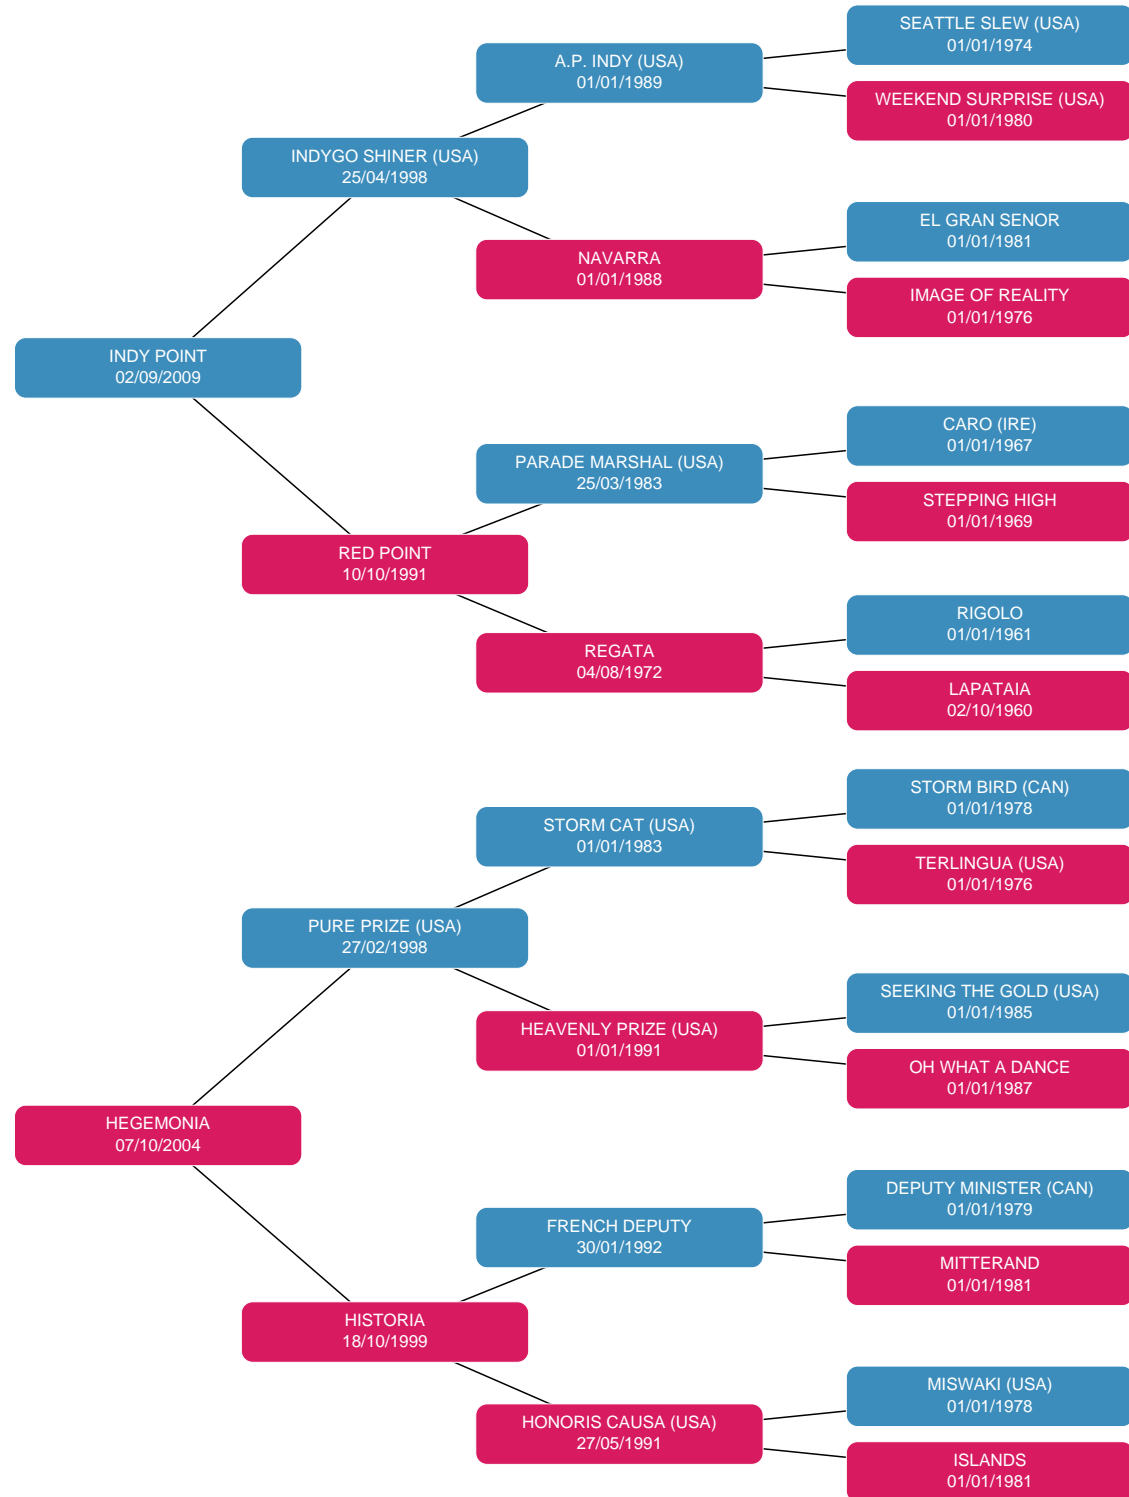 SEATTLE SLEW (USA)
01/01/1974
A.P. INDY (USA)
01/01/1989
WEEKEND SURPRISE (USA)
01/01/1980
INDYGO SHINER (USA)
25/04/1998
EL GRAN SENOR
01/01/1981
NAVARRA
01/01/1988
IMAGE OF REALITY
01/01/1976
INDY POINT
02/09/2009
CARO (IRE)
01/01/1967
PARADE MARSHAL (USA)
25/03/1983
STEPPING HIGH
01/01/1969
RED POINT
10/10/1991
RIGOLO
01/01/1961
REGATA
04/08/1972
LAPATAIA
02/10/1960
STORM BIRD (CAN)
01/01/1978
STORM CAT (USA)
01/01/1983
TERLINGUA (USA)
01/01/1976
PURE PRIZE (USA)
27/02/1998
SEEKING THE GOLD (USA)
01/01/1985
HEAVENLY PRIZE (USA)
01/01/1991
OH WHAT A DANCE
01/01/1987
HEGEMONIA
07/10/2004
DEPUTY MINISTER (CAN)
01/01/1979
FRENCH DEPUTY
30/01/1992
MITTERAND
01/01/1981
HISTORIA
18/10/1999
MISWAKI (USA)
01/01/1978
HONORIS CAUSA (USA)
27/05/1991
ISLANDS
01/01/1981